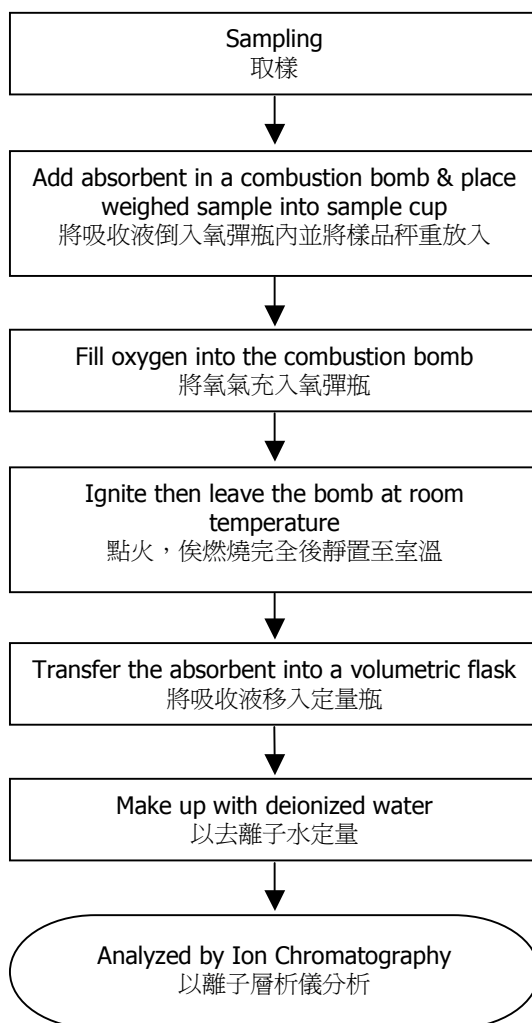 Sampling
取樣
Add absorbent in a combustion bomb & place
weighed sample into sample cup
將吸收液倒入氧彈瓶內並將樣品秤重放入
Fill oxygen into the combustion bomb
將氧氣充入氧彈瓶
Ignite then leave the bomb at room
temperature
點火，俟燃燒完全後靜置至室溫
Transfer the absorbent into a volumetric flask
將吸收液移入定量瓶
Make up with deionized water
以去離子水定量
Analyzed by Ion Chromatography
以離子層析儀分析